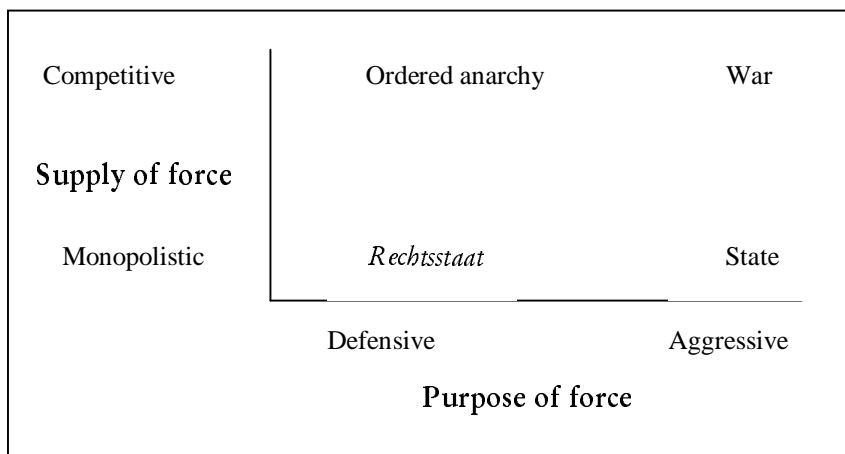 Competitive Ordered anarchy War
Supply of force
Monopolistic Rechtsstaat State
Defensive Aggressive
Purpose of force